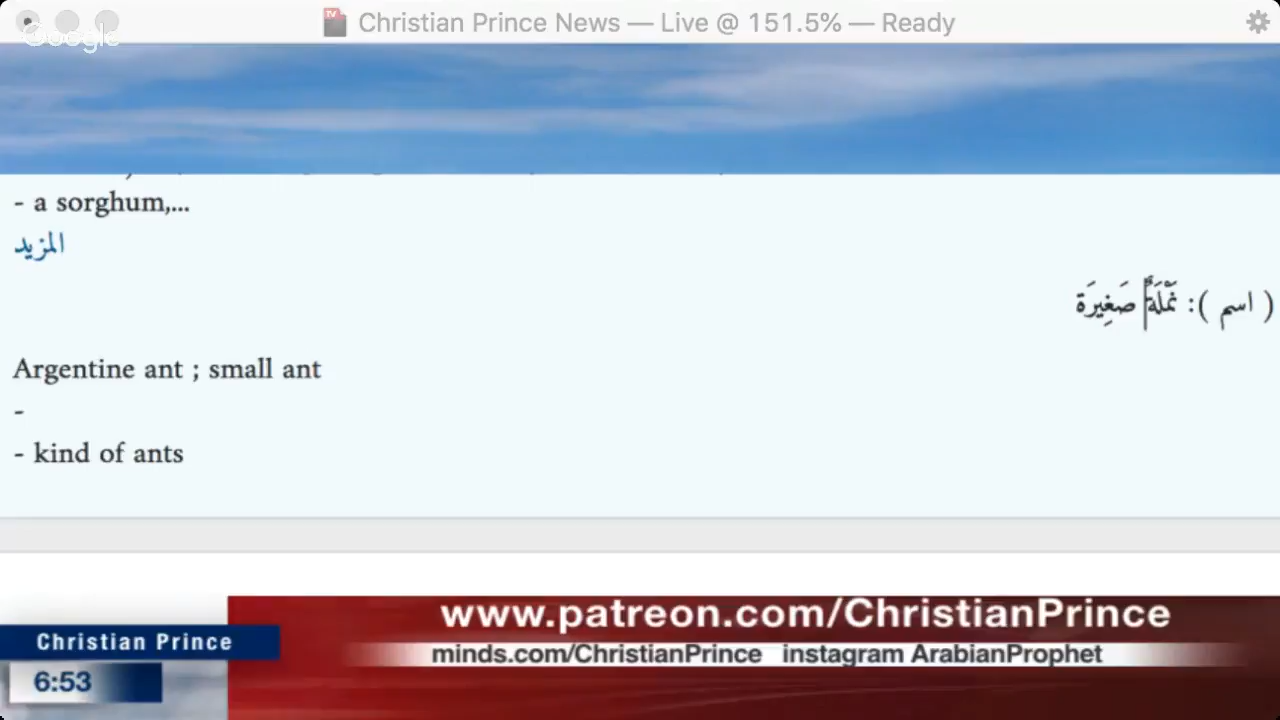 Christian Prince News — Live @ 151.5% — Ready
Google
- a sorghum,...
المزيد
( اسم ): نَمْلَةٌ صَغِيرَة
Argentine ant ; small ant
-
- kind of ants
www.patreon.com/ChristianPrince
Christian Prince
minds.com/ChristianPrince instagram ArabianProphet
6:53